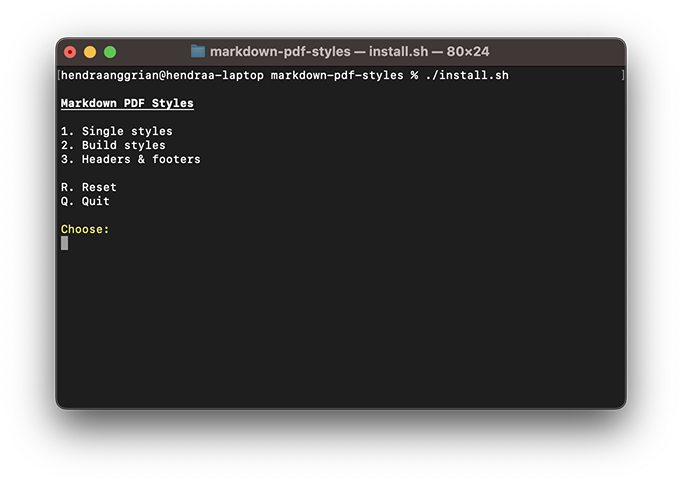 markdown-pdf-styles — install.sh — 80×24
[hendraanggrian@hendraa-laptop markdown-pdf-styles % ./install.sh ]
Markdown PDF Styles
1. Single styles
2. Build styles
3. Headers & footers
R. Reset
Q. Quit
Choose: